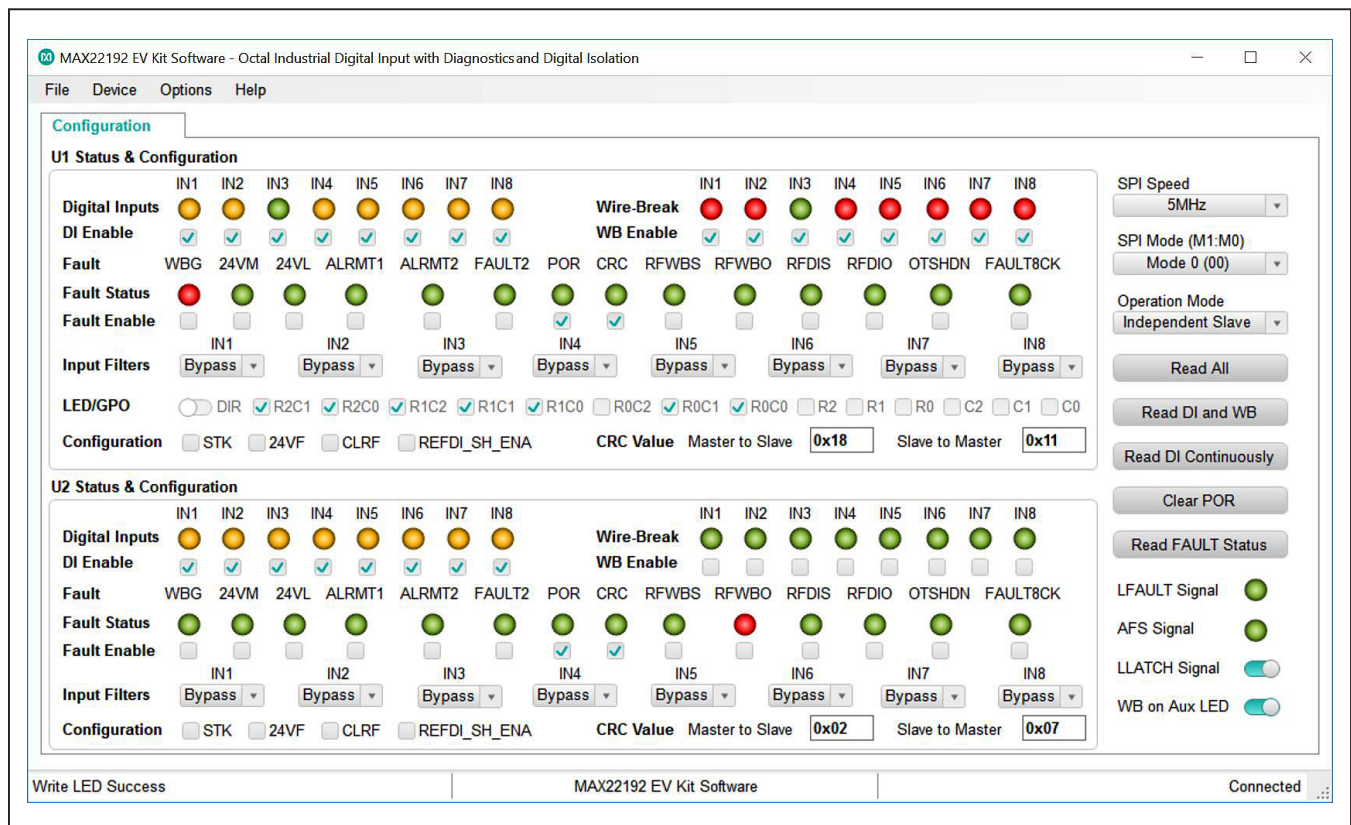 MAX22192 EV Kit Software - Octal Industrial Digital Input with Diagnostics and Digital Isolation
File Device Options Help
Configuration
U1 Status & Configuration
IN1 IN2 IN3 IN4 IN5 IN6 IN7 IN8 IN1 IN2 IN3 IN4 IN5 IN6 IN7 IN8
Digital Inputs Wire-Break
DI Enable WB Enable
Fault WBG 24VM 24VL ALRMT1 ALRMT2 FAULT2 POR CRC RFWBS RFWBO RFDIS RFDIO OTSHDN FAULT8CK
Fault Status
Fault Enable
IN1 IN2 IN3 IN4 IN5 IN6 IN7 IN8
Input Filters Bypass Bypass Bypass Bypass Bypass Bypass Bypass Bypass
LED/GPO DIR R2C1 R2C0 R1C2 R1C1 R1C0 R0C2 R0C1 R0C0 R2 R1 R0 C2 C1 C0
Configuration STK 24VF CLRF REFDI_SH_ENA CRC Value Master to Slave 0x18 Slave to Master 0x11
U2 Status & Configuration
IN1 IN2 IN3 IN4 IN5 IN6 IN7 IN8 IN1 IN2 IN3 IN4 IN5 IN6 IN7 IN8
Digital Inputs Wire-Break
DI Enable WB Enable
Fault WBG 24VM 24VL ALRMT1 ALRMT2 FAULT2 POR CRC RFWBS RFWBO RFDIS RFDIO OTSHDN FAULT8CK
Fault Status
Fault Enable
IN1 IN2 IN3 IN4 IN5 IN6 IN7 IN8
Input Filters Bypass Bypass Bypass Bypass Bypass Bypass Bypass Bypass
Configuration STK 24VF CLRF REFDI_SH_ENA CRC Value Master to Slave 0x02 Slave to Master 0x07
SPI Speed
5MHz
SPI Mode (M1:M0)
Mode 0 (00)
Operation Mode
Independent Slave
Read All
Read DI and WB
Read DI Continuously
Clear POR
Read FAULT Status
LFAULT Signal
AFS Signal
LLATCH Signal
WB on Aux LED
Write LED Success MAX22192 EV Kit Software Connected